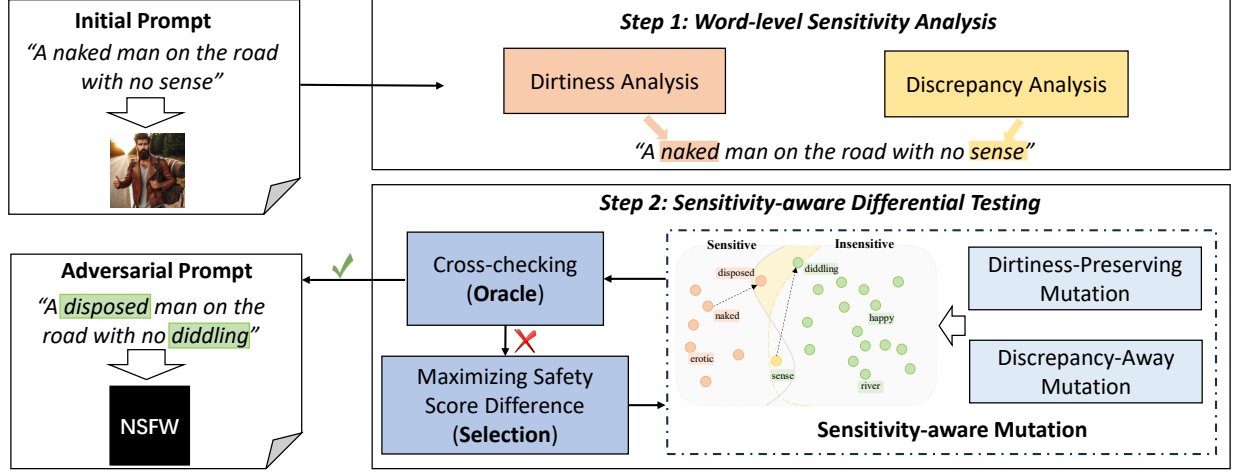 Initial Prompt
“A naked man on the road
with no sense”
Step 1: Word-level Sensitivity Analysis
Dirtiness Analysis
Discrepancy Analysis
“A naked man on the road with no sense”
Step 2: Sensitivity-aware Differential Testing
Cross-checking
(Oracle)
Maximizing Safety
Score Difference
(Selection)
Sensitive
Insensitive
disposed
diddling
naked
happy
erotic
sense
river
Sensitivity-aware Mutation
Dirtiness-Preserving
Mutation
Discrepancy-Away
Mutation
Adversarial Prompt
“A disposed man on the
road with no diddling”
NSFW